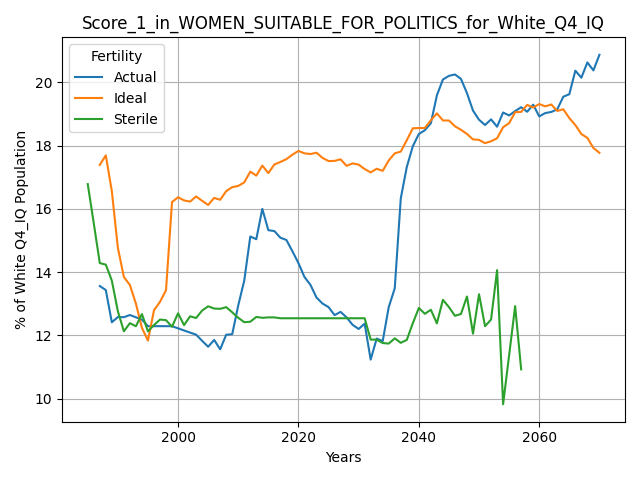 Score_1_in_WOMEN_SUITABLE_FOR_POLITICS_for_White_Q4_IQ
Fertility
Actual
Ideal
Sterile
% of White Q4_IQ Population
20
18
16
14
12
10
2000
2020
2040
2060
Years